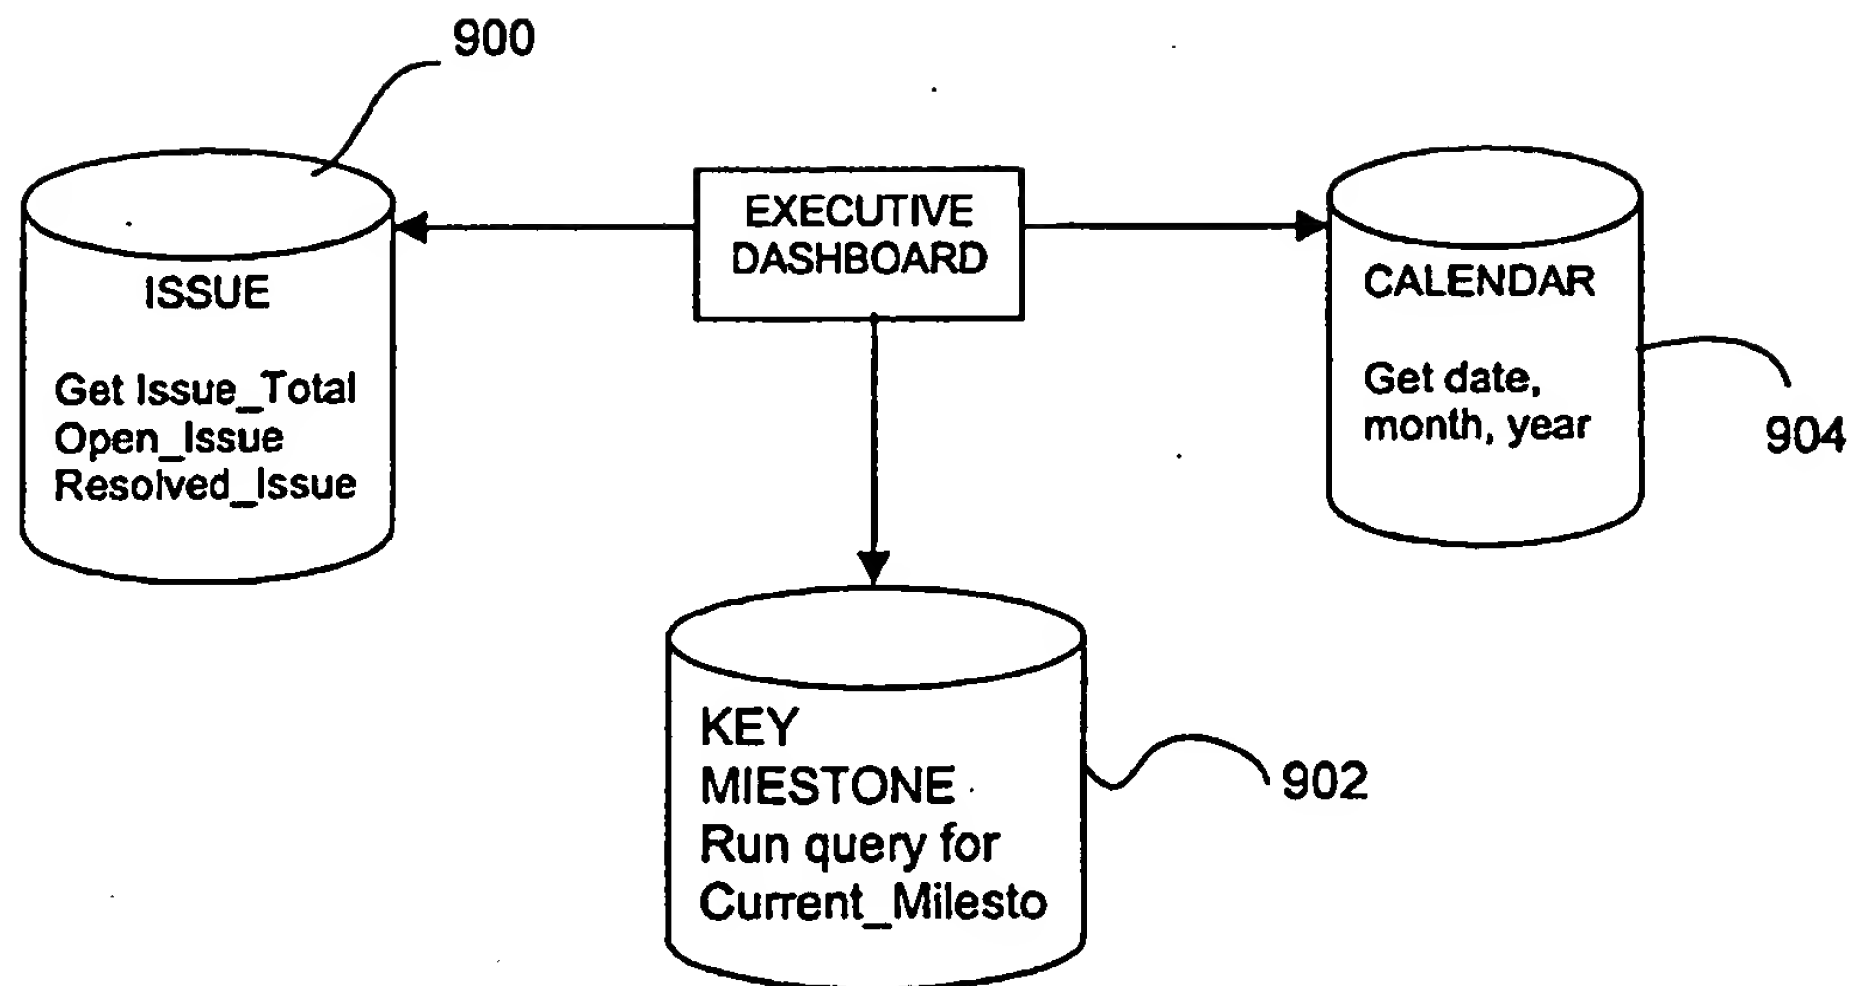 900
EXECUTIVE
DASHBOARD
ISSUE
Get Issue_Total
Open_Issue
Resolved_Issue
CALENDAR
Get date,
month, year
904
KEY
MIESTONE
Run query for
Current_Milesto
902